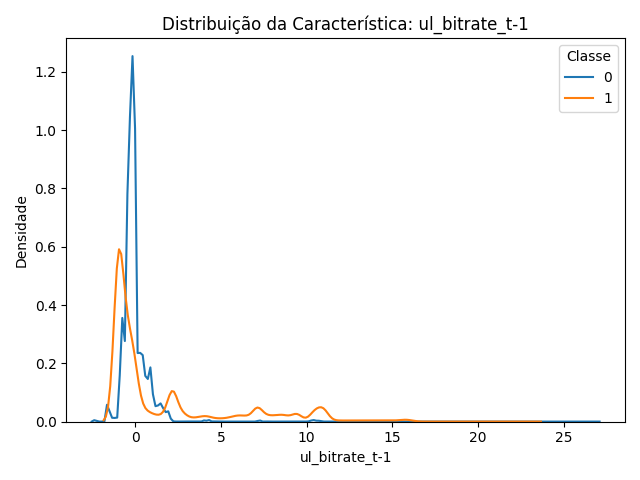 Distribuição da Característica: ul_bitrate_t-1
Classe
0
1
1.2
1.0
0.8
0.6
0.4
0.2
0.0
Densidade
0 5 10 15 20 25
ul_bitrate_t-1